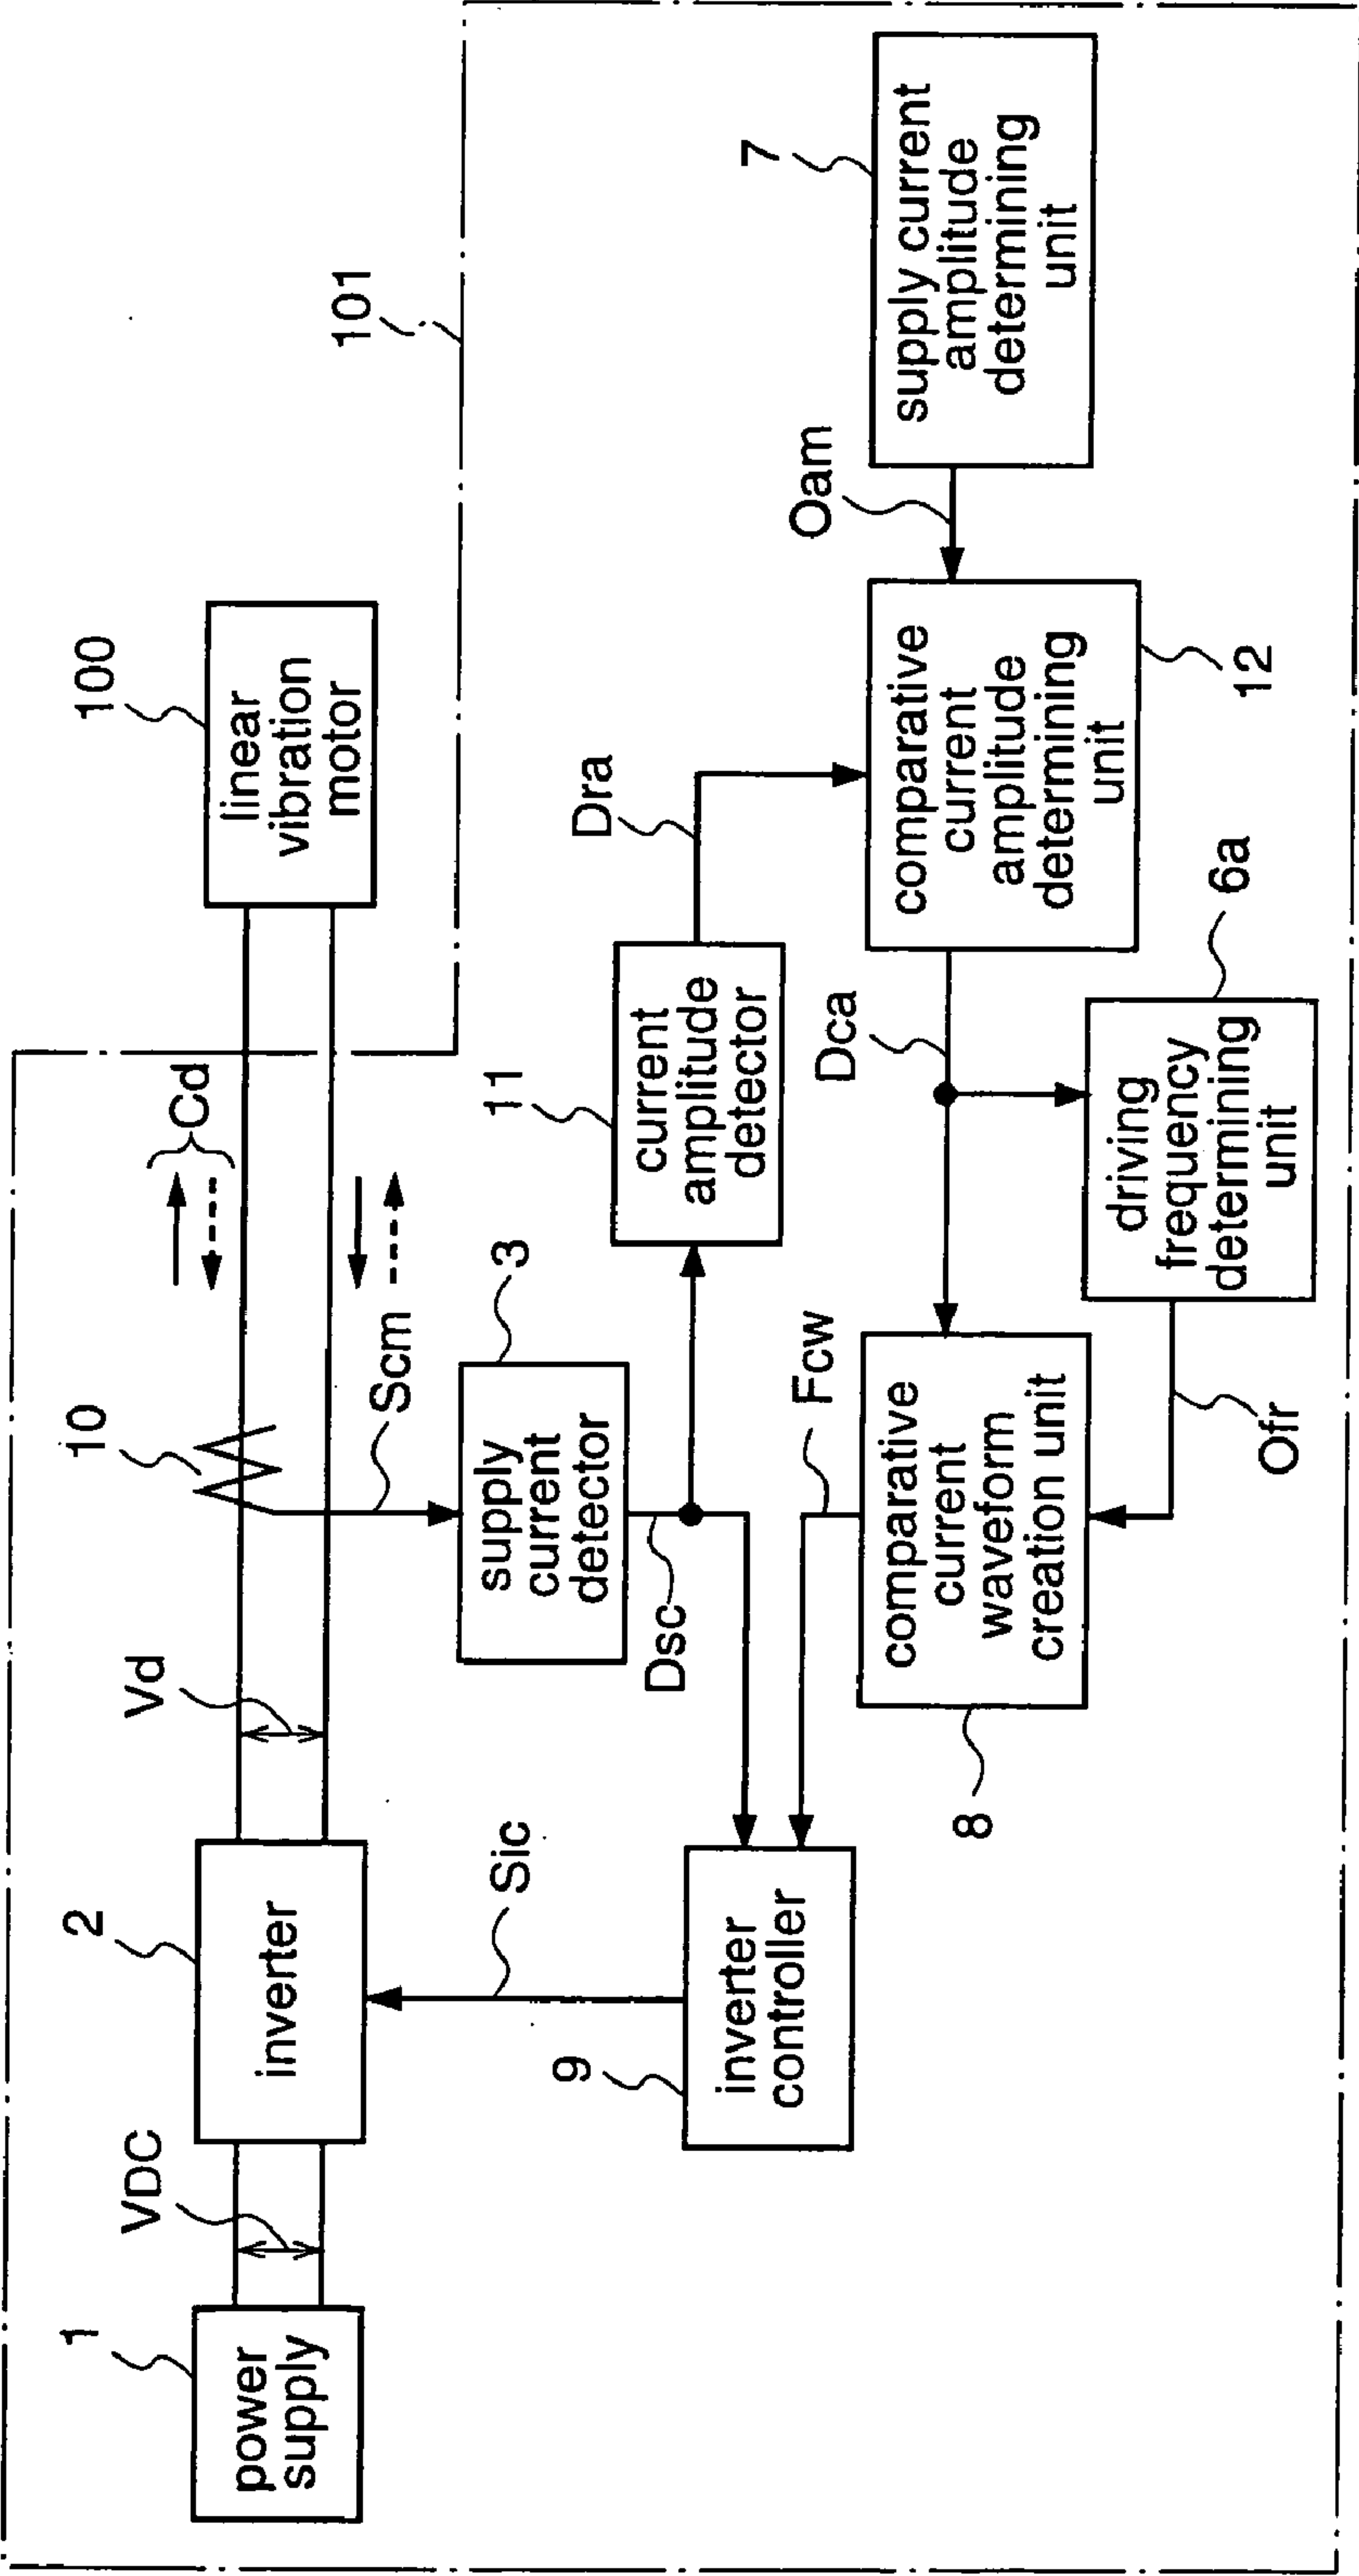 101
1
power
supply
VDC
2
inverter
Vd
10
Cd
100
linear
vibration
motor
Scm
3
supply
current
detector
Dsc
11
current
amplitude
detector
Dra
Sic
9
inverter
controller
Fcw
8
comparative
current
waveform
creation unit
Dca
comparative
current
amplitude
determining
unit
12
Oam
7
supply current
amplitude
determining
unit
6a
driving
frequency
determining
unit
Ofr